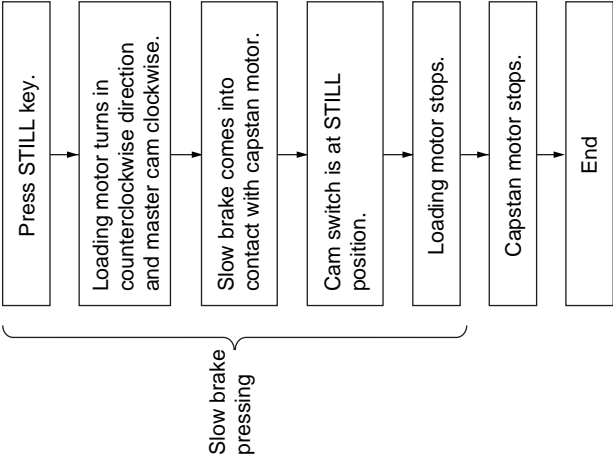 Press STILL key.
Loading motor turns in
counterclockwise direction
and master cam clockwise.
Slow brake comes into
contact with capstan motor.
Cam switch is at STILL
position.
Loading motor stops.
Capstan motor stops.
End
Slow brake
pressing